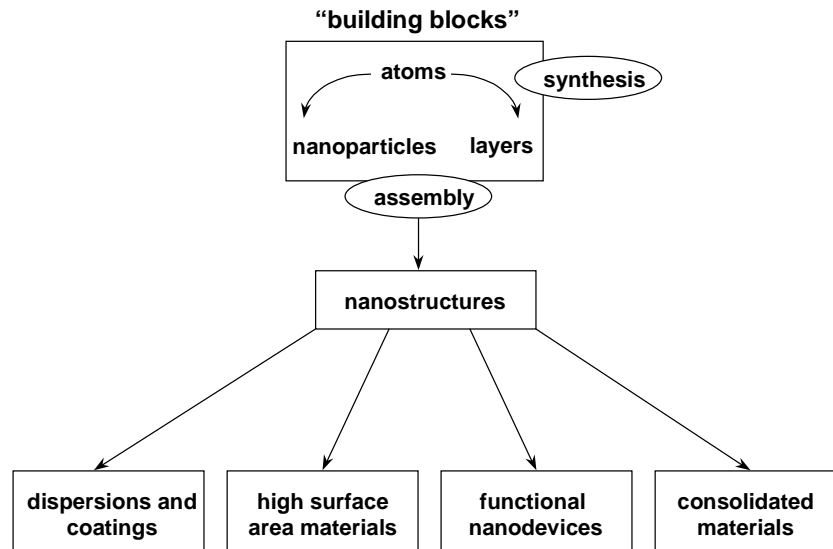 “building blocks”
atoms
synthesis
nanoparticles
layers
assembly
nanostructures
dispersions and
coatings
high surface
area materials
functional
nanodevices
consolidated
materials